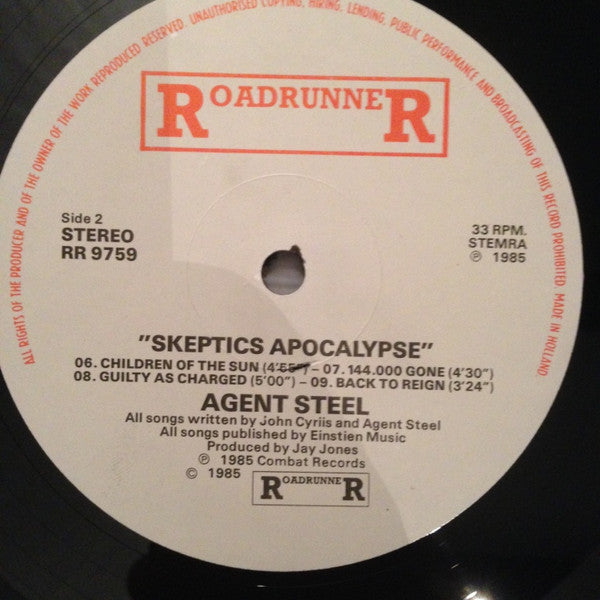 ALL RIGHTS OF THE PRODUCER AND OF THE OWNER OF THE WORK REPRODUCED RESERVED. UNAUTHORISED COPYING, HIRING, LENDING, PUBLIC PERFORMANCE AND BROADCASTING OF THIS RECORD PROHIBITED. MADE IN HOLLAND.
ROADRUNNER
Side 2
STEREO
RR 9759
33 RPM.
STEMRA
℗ 1985
"SKEPTICS APOCALYPSE"
06. CHILDREN OF THE SUN (4'55") – 07. 144.000 GONE (4'30")
08. GUILTY AS CHARGED (5'00") – 09. BACK TO REIGN (3'24")
AGENT STEEL
All songs written by John Cyriis and Agent Steel
All songs published by Einstien Music
Produced by Jay Jones
℗ 1985 Combat Records
© 1985 ROADRUNNER